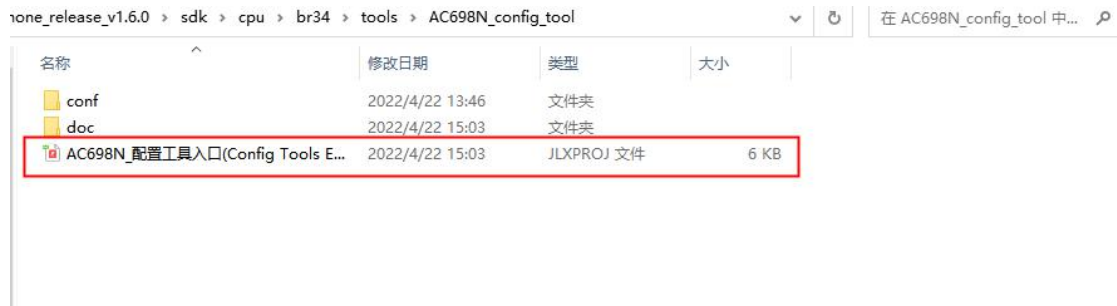 none_release_v1.6.0 › sdk › cpu › br34 › tools › AC698N_config_tool 在 AC698N_config_tool 中...
名称 修改日期 类型 大小
conf 2022/4/22 13:46 文件夹
doc 2022/4/22 15:03 文件夹
AC698N_配置工具入口(Config Tools E... 2022/4/22 15:03 JLXPROJ 文件 6 KB